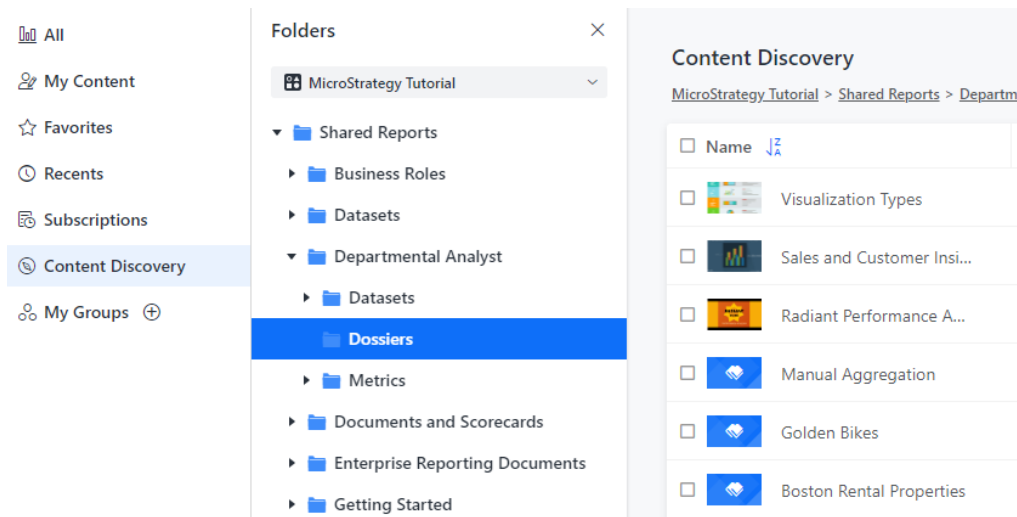 All
My Content
Favorites
Recents
Subscriptions
Content Discovery
My Groups
Folders
MicroStrategy Tutorial
Shared Reports
Business Roles
Datasets
Departmental Analyst
Datasets
Dossiers
Metrics
Documents and Scorecards
Enterprise Reporting Documents
Getting Started
Content Discovery
MicroStrategy Tutorial > Shared Reports > Departm
Name
Visualization Types
Sales and Customer Insi...
Radiant Performance A...
Manual Aggregation
Golden Bikes
Boston Rental Properties